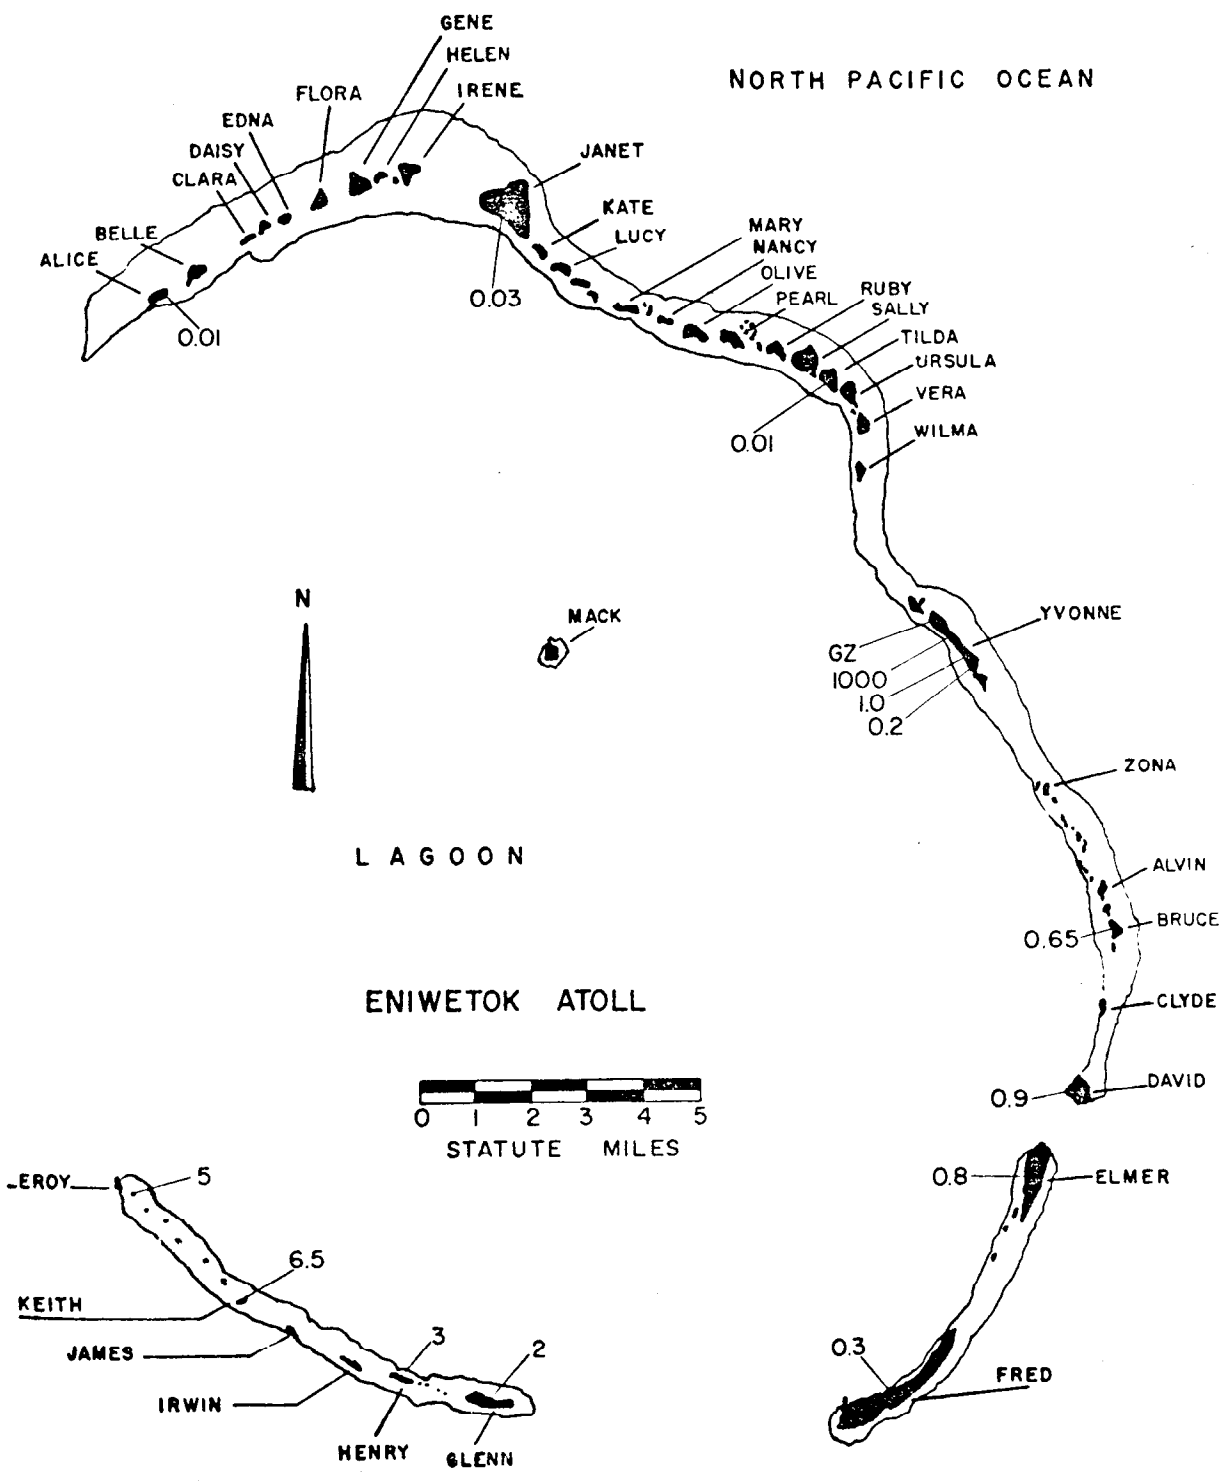 GENE
HELEN
NORTH PACIFIC OCEAN
IRENE
FLORA
EDNA
DAISY
JANET
CLARA
KATE
MARY
BELLE
LUCY
NANCY
ALICE
OLIVE
RUBY
0.03
PEARL
SALLY
0.01
TILDA
URSULA
VERA
0.01
WILMA
N
MACK
YVONNE
GZ
1000
1.0
0.2
ZONA
LAGOON
ALVIN
BRUCE
0.65
ENIWETOK ATOLL
CLYDE
DAVID
0.9
0 1 2 3 4 5
STATUTE MILES
5
0.8
ELMER
EROY
6.5
KEITH
3
2
0.3
JAMES
FRED
IRWIN
HENRY
GLENN